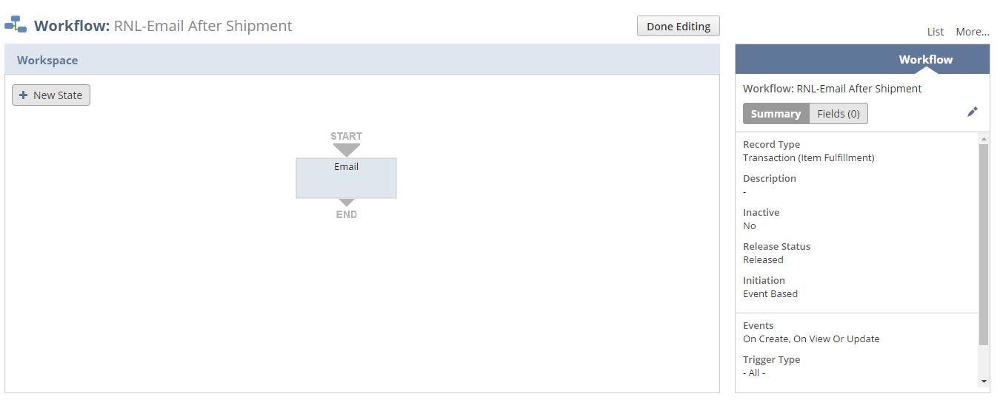 Workflow: RNL-Email After Shipment
Done Editing
List More...
Workspace
+ New State
START
Email
END
Workflow
Workflow: RNL-Email After Shipment
Summary Fields (0)
Record Type
Transaction (Item Fulfillment)
Description
-
Inactive
No
Release Status
Released
Initiation
Event Based
Events
On Create, On View Or Update
Trigger Type
- All -